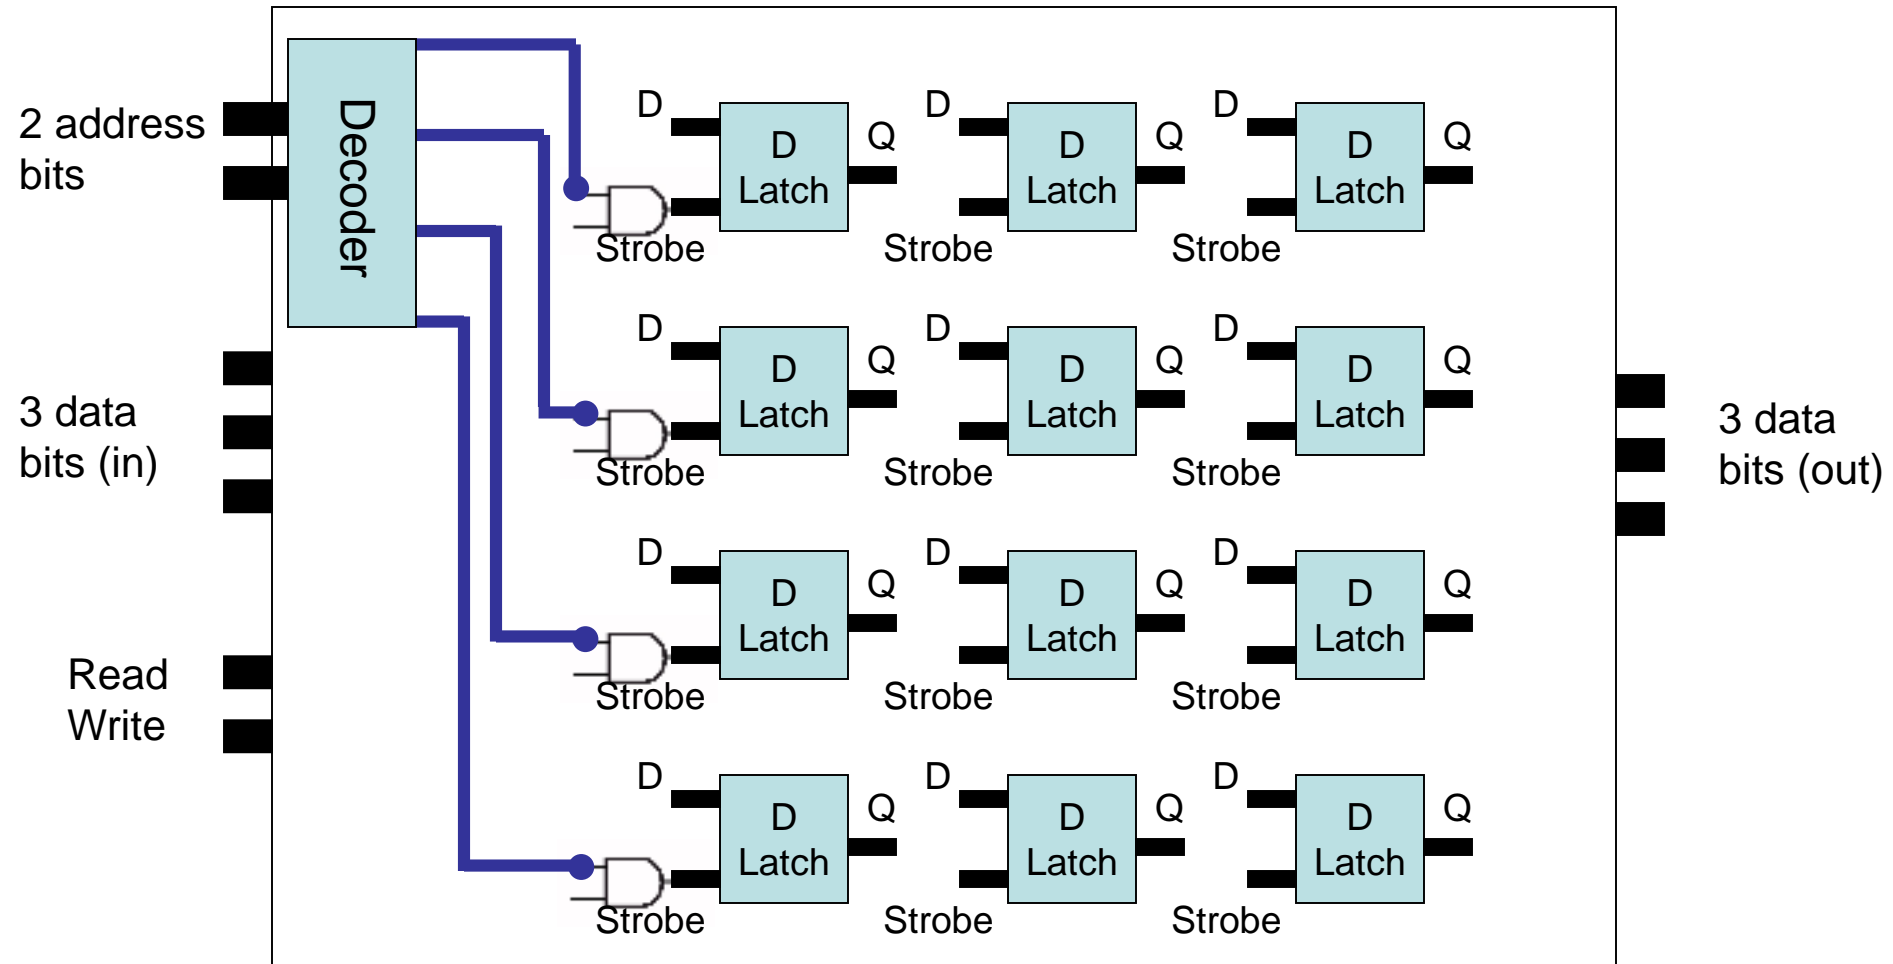 2 address
bits
Decoder
3 data
bits (in)
Read
Write
D
D
Latch
Q
Strobe
D
D
Latch
Q
Strobe
D
D
Latch
Q
Strobe
D
D
Latch
Q
Strobe
D
D
Latch
Q
Strobe
D
D
Latch
Q
Strobe
D
D
Latch
Q
Strobe
D
D
Latch
Q
Strobe
D
D
Latch
Q
Strobe
D
D
Latch
Q
Strobe
D
D
Latch
Q
Strobe
D
D
Latch
Q
Strobe
3 data
bits (out)